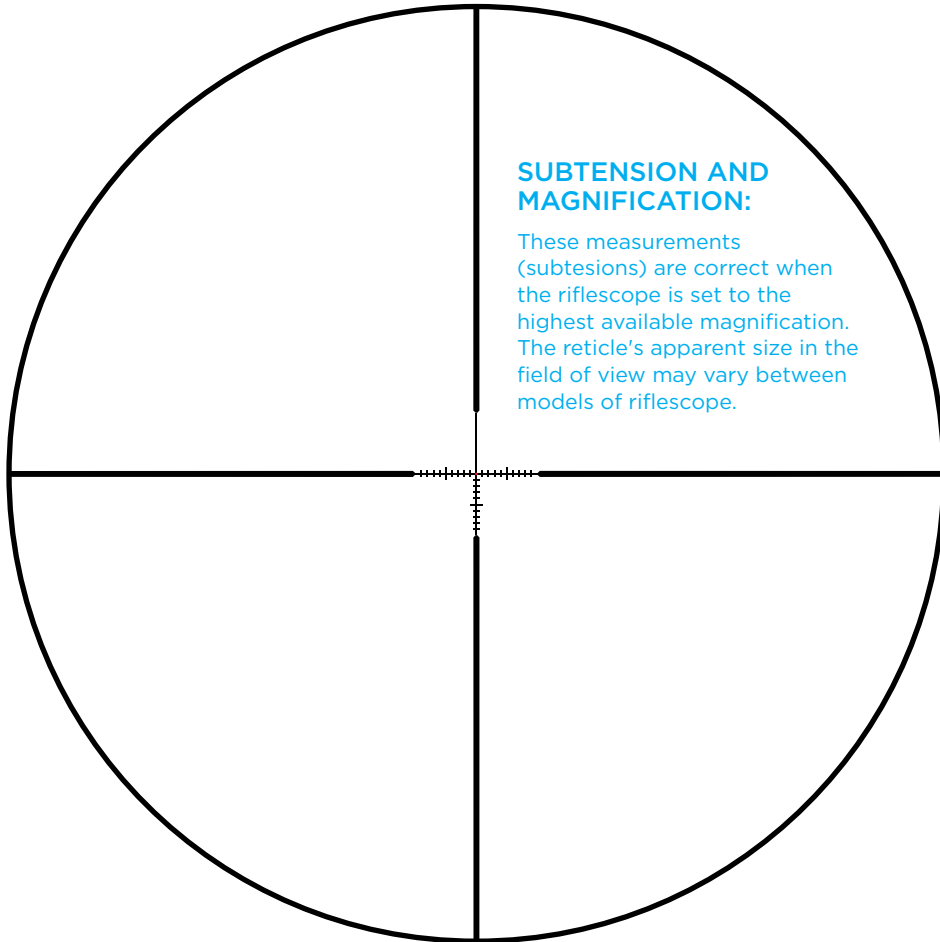 SUBTENSION AND
MAGNIFICATION:
These measurements
(subtesions) are correct when
the riflescope is set to the
highest available magnification.
The reticle's apparent size in the
field of view may vary between
models of riflescope.